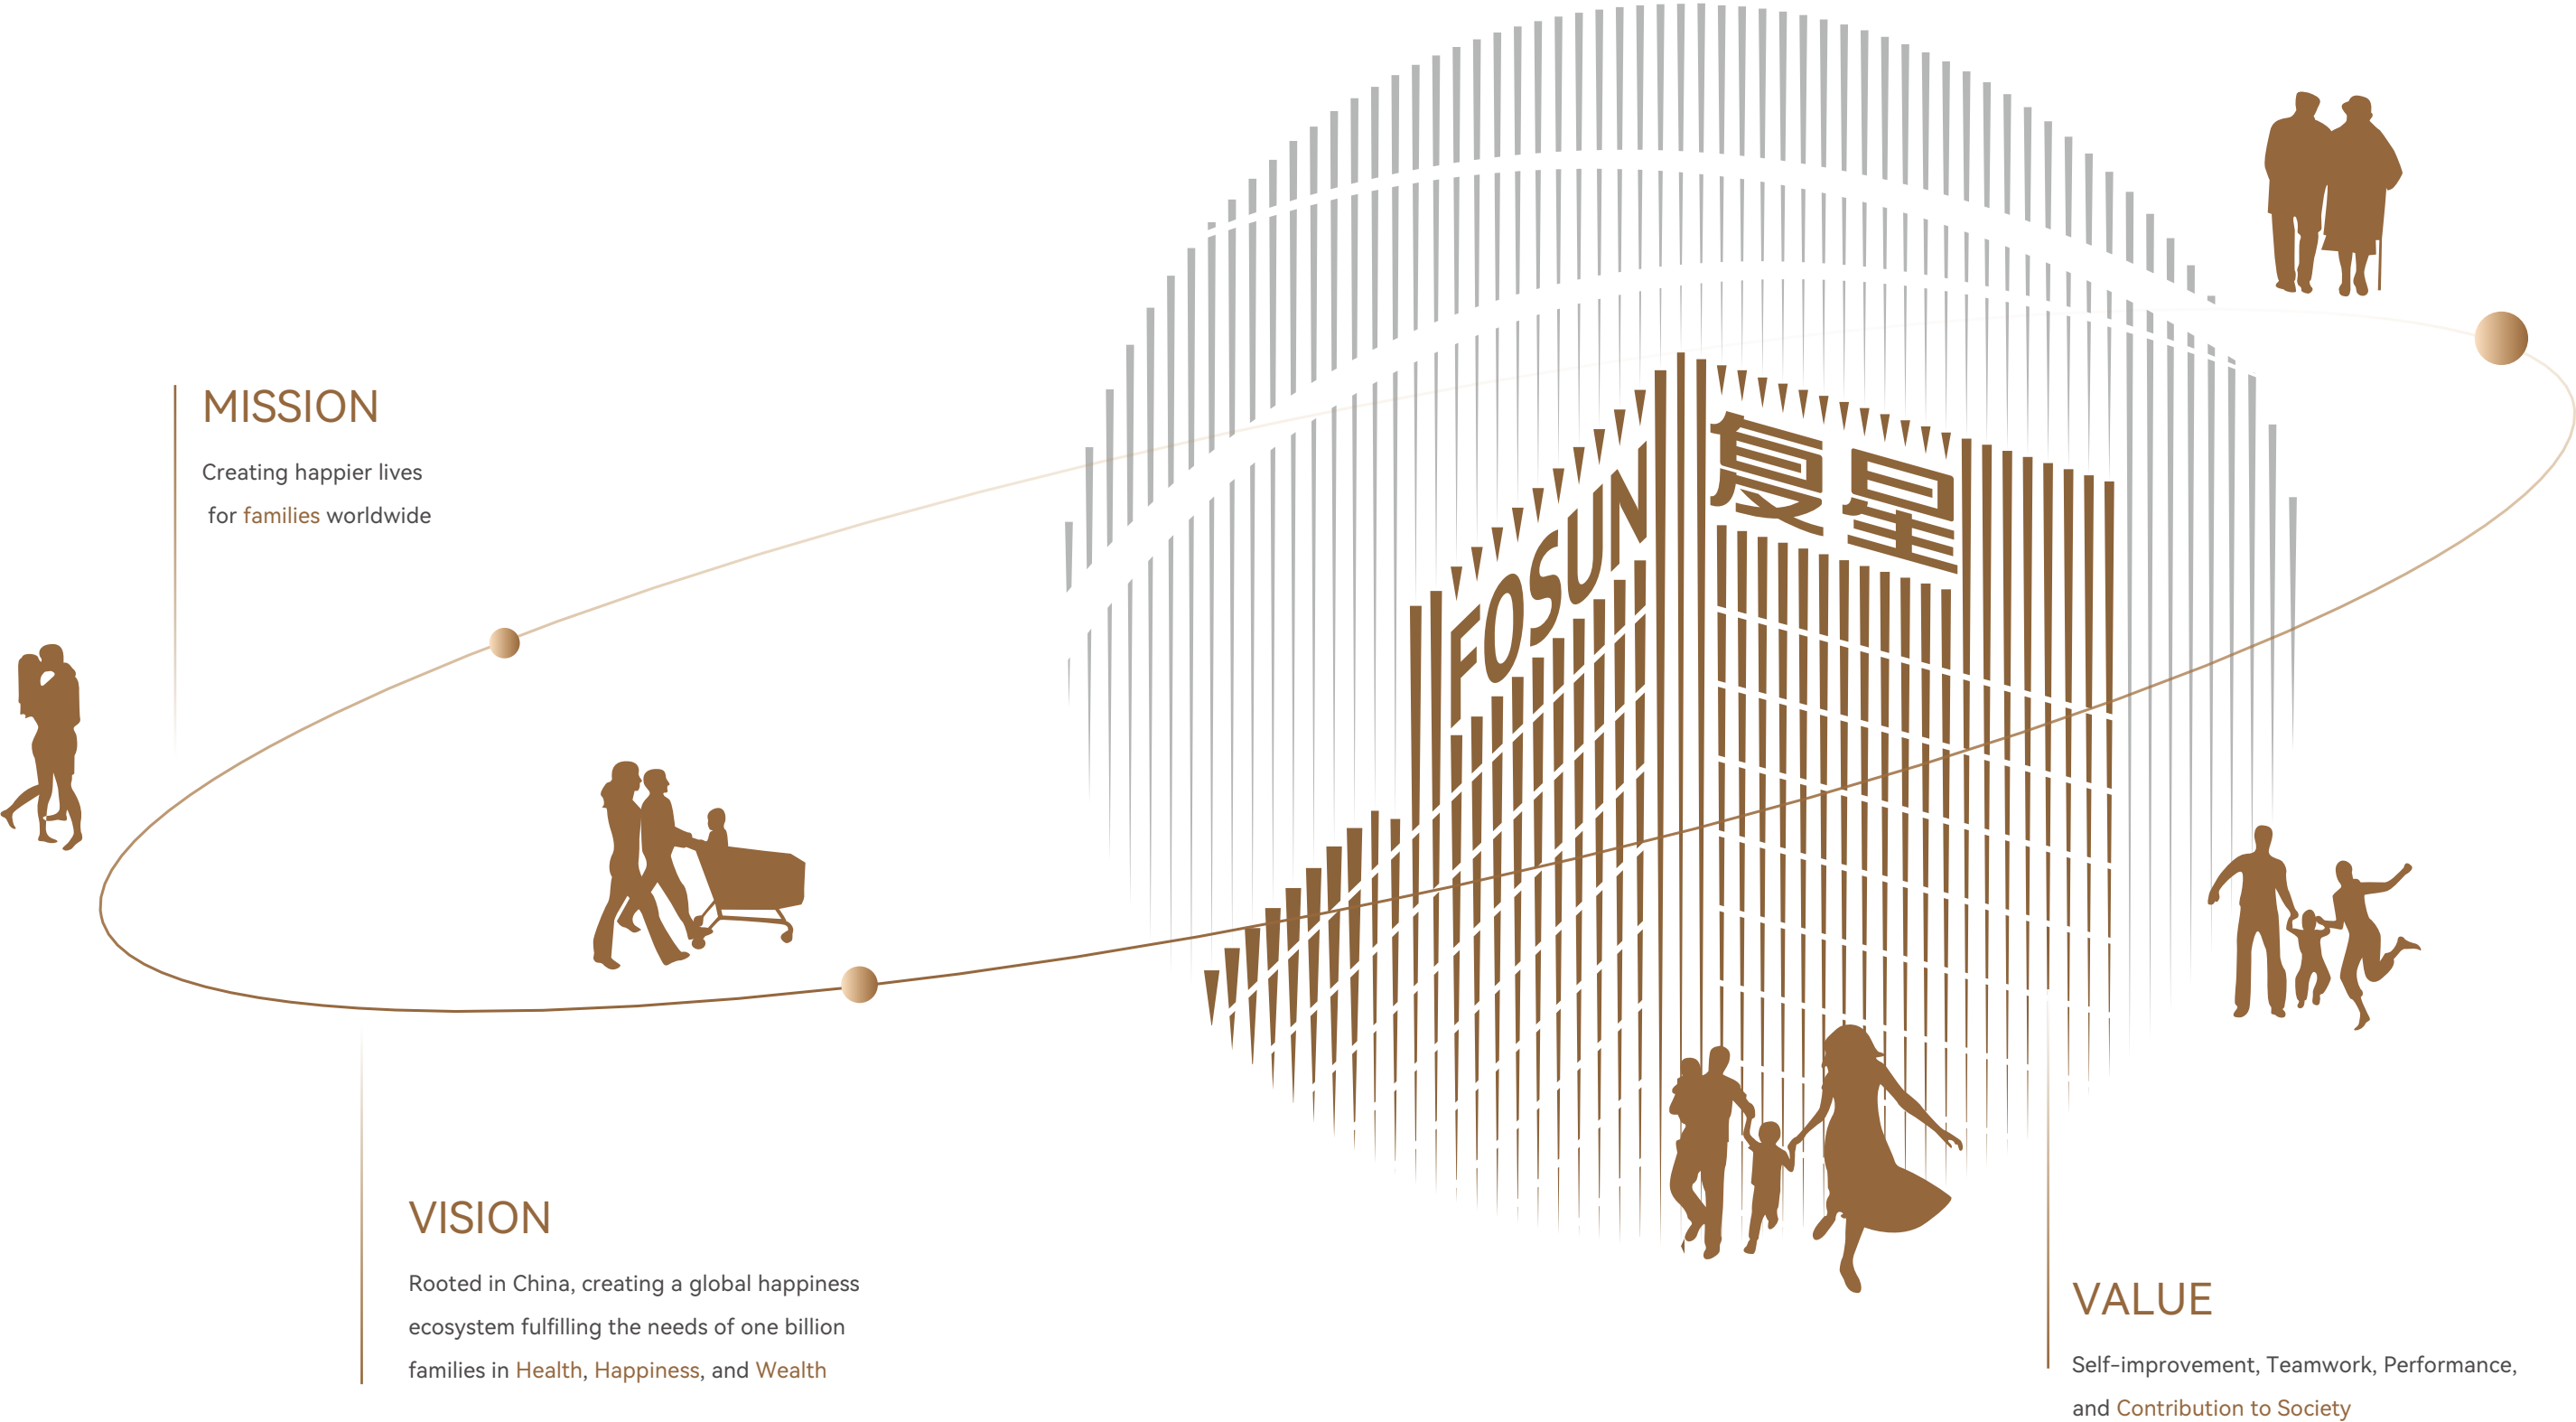 MISSION
Creating happier lives
for families worldwide
FOSUN
复星
VISION
Rooted in China, creating a global happiness
ecosystem fulfilling the needs of one billion
families in Health, Happiness, and Wealth
VALUE
Self-improvement, Teamwork, Performance,
and Contribution to Society